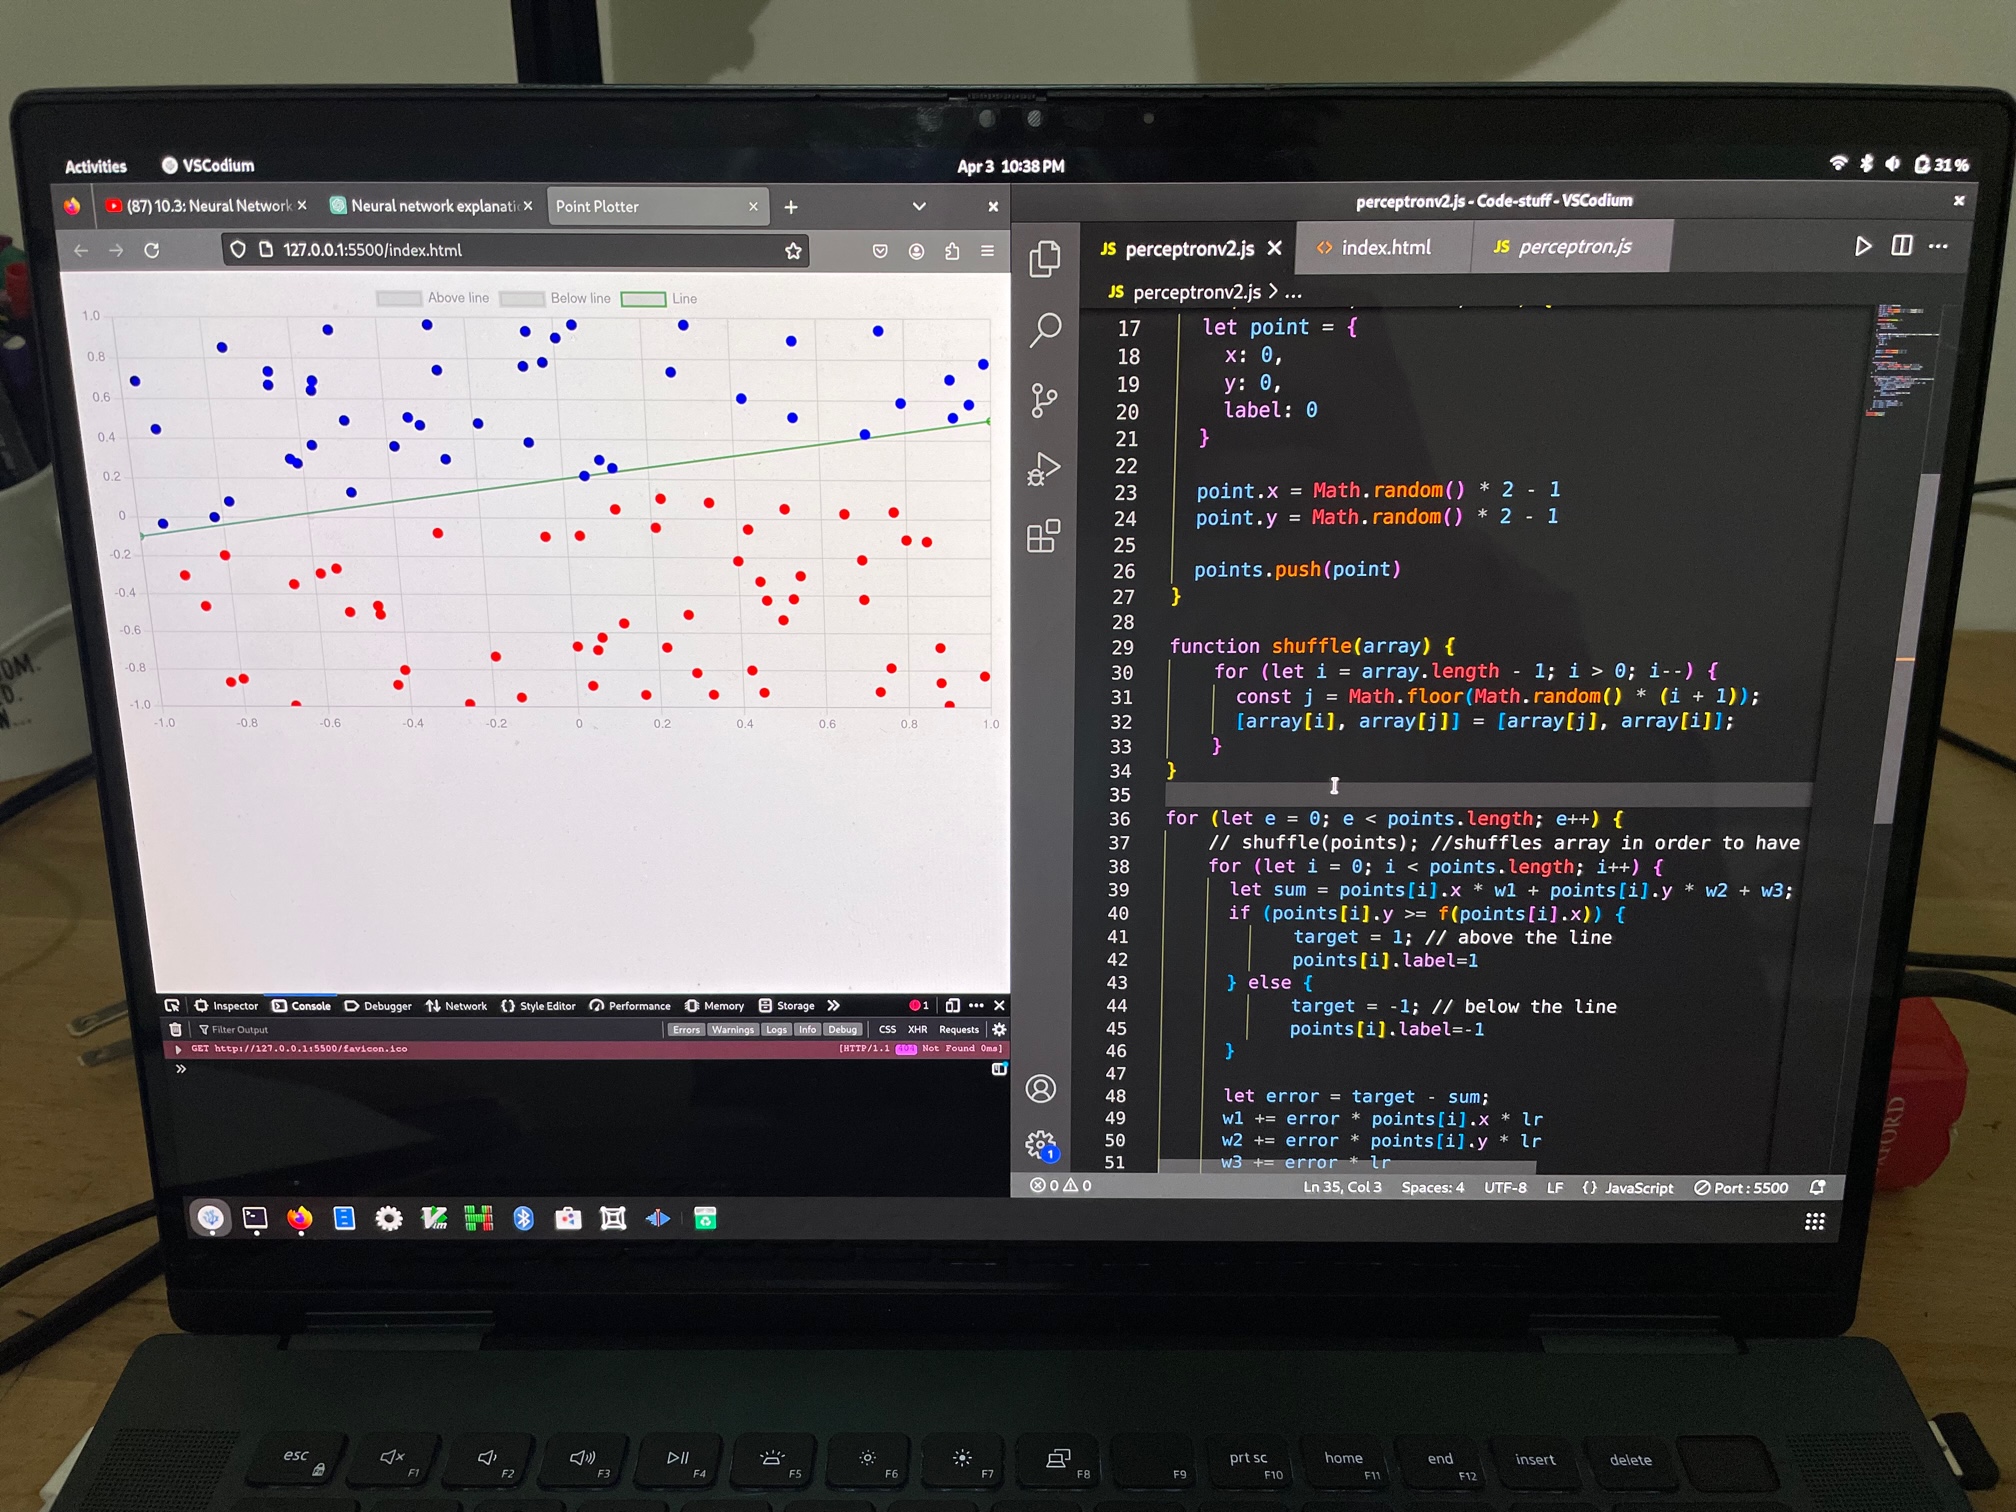 Activities VSCodium Apr 3 10:38 PM 31%
(87) 10.3: Neural Network × Neural network explanati × Point Plotter × +
127.0.0.1:5500/index.html
Above line Below line Line
1.0
0.8
0.6
0.4
0.2
0
-0.2
-0.4
-0.6
-0.8
-1.0
-1.0 -0.8 -0.6 -0.4 -0.2 0 0.2 0.4 0.6 0.8 1.0
Inspector Console Debugger Network {} Style Editor Performance Memory Storage » 1 ••• ×
Filter Output Errors Warnings Logs Info Debug CSS XHR Requests
GET http://127.0.0.1:5500/favicon.ico [HTTP/1.1 404 Not Found 0ms]
»
perceptronv2.js - Code-stuff - VSCodium
JS perceptronv2.js × <> index.html JS perceptron.js
JS perceptronv2.js > ...
17 let point = {
18 x: 0,
19 y: 0,
20 label: 0
21 }
22
23 point.x = Math.random() * 2 - 1
24 point.y = Math.random() * 2 - 1
25
26 points.push(point)
27 }
28
29 function shuffle(array) {
30 for (let i = array.length - 1; i > 0; i--) {
31 const j = Math.floor(Math.random() * (i + 1));
32 [array[i], array[j]] = [array[j], array[i]];
33 }
34 }
35
36 for (let e = 0; e < points.length; e++) {
37 // shuffle(points); //shuffles array in order to have
38 for (let i = 0; i < points.length; i++) {
39 let sum = points[i].x * w1 + points[i].y * w2 + w3;
40 if (points[i].y >= f(points[i].x)) {
41 target = 1; // above the line
42 points[i].label=1
43 } else {
44 target = -1; // below the line
45 points[i].label=-1
46 }
47
48 let error = target - sum;
49 w1 += error * points[i].x * lr
50 w2 += error * points[i].y * lr
51 w3 += error * lr
1
0 0 Ln 35, Col 3 Spaces: 4 UTF-8 LF {} JavaScript Port : 5500
esc F1 F2 F3 F4 F5 F6 F7 F8 F9 prt sc F10 home F11 end F12 insert delete